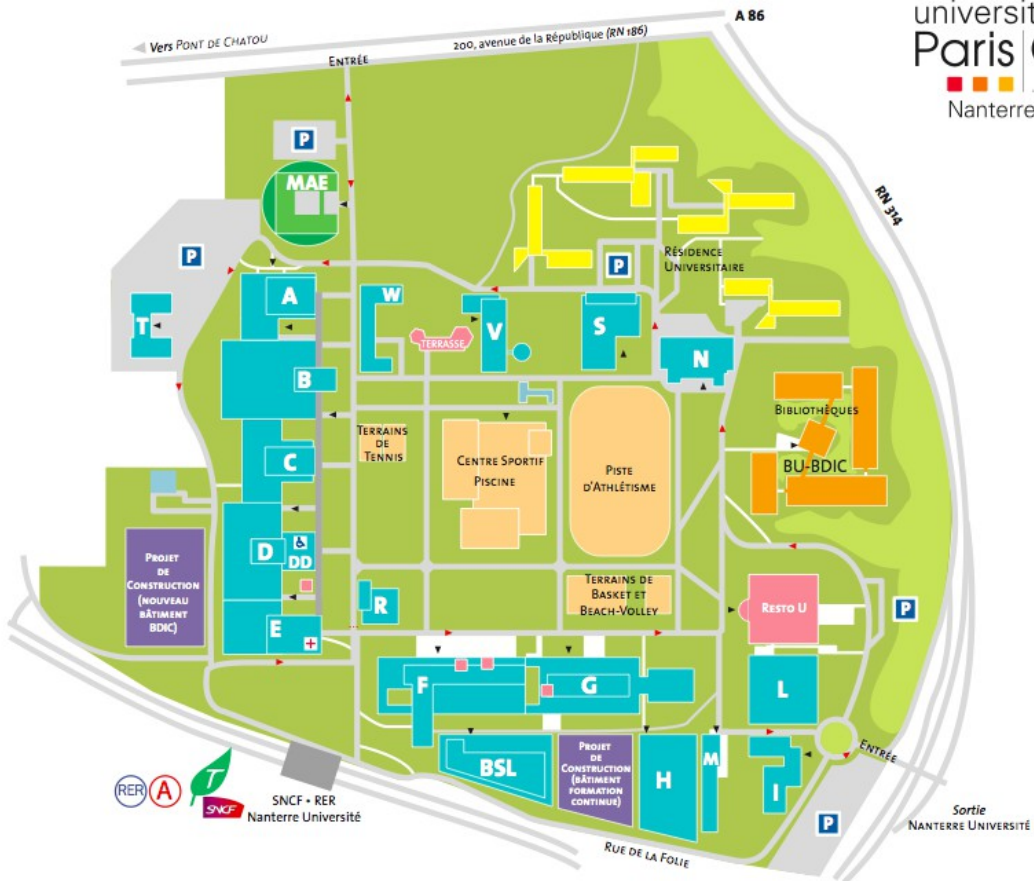 A 86
universit
Paris
Nanterre
Vers PONT DE CHATOU
200, avenue de la République (RN 186)
ENTRÉE
P
MAE
RN 314
P
RÉSIDENCE
UNIVERSITAIRE
P
A
W
T
V
S
TERRASSE
N
B
BIBLIOTHÈQUES
TERRAINS
DE
TENNIS
CENTRE SPORTIF
PISCINE
PISTE
D'ATHLÉTISME
BU-BDIC
C
PROJET
DE
CONSTRUCTION
(NOUVEAU
BÂTIMENT
BDIC)
D
DD
TERRAINS DE
BASKET ET
BEACH-VOLLEY
R
RESTO U
P
E
F
G
L
BSL
PROJET
DE
CONSTRUCTION
(BÂTIMENT
FORMATION
CONTINUE)
H
M
I
ENTRÉE
RER A T
SNCF
SNCF • RER
Nanterre Université
P
Sortie
NANTERRE UNIVERSITÉ
RUE DE LA FOLIE